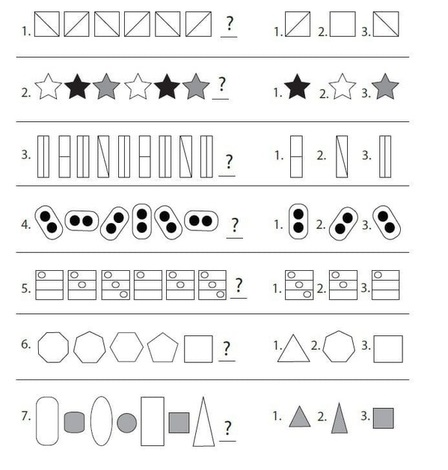 1. ? 1. 2. 3.
2. ? 1. 2. 3.
3. ? 1. 2. 3.
4. ? 1. 2. 3.
5. ? 1. 2. 3.
6. ? 1. 2. 3.
7. ? 1. 2. 3.